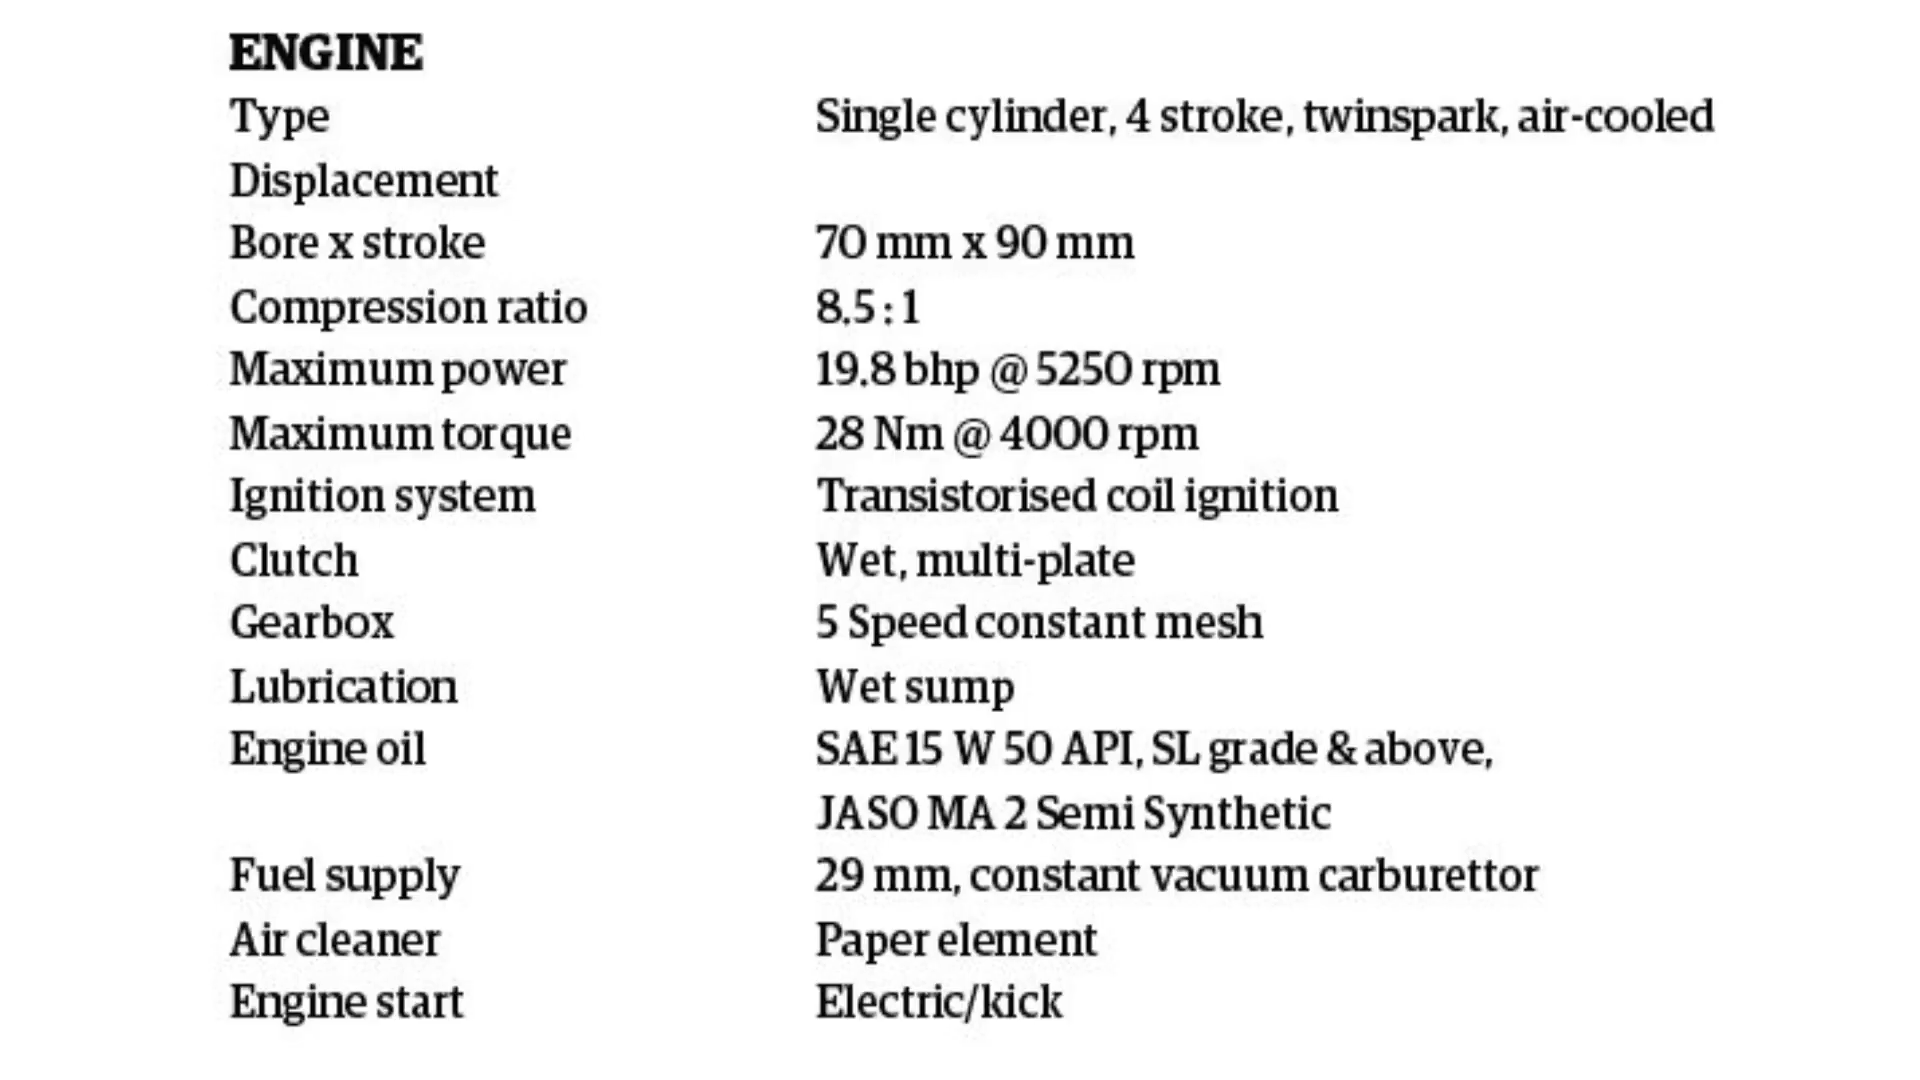 ENGINE
Type Single cylinder, 4 stroke, twinspark, air-cooled
Displacement
Bore x stroke 70 mm x 90 mm
Compression ratio 8.5 : 1
Maximum power 19.8 bhp @ 5250 rpm
Maximum torque 28 Nm @ 4000 rpm
Ignition system Transistorised coil ignition
Clutch Wet, multi-plate
Gearbox 5 Speed constant mesh
Lubrication Wet sump
Engine oil SAE 15 W 50 API, SL grade & above,
JASO MA 2 Semi Synthetic
Fuel supply 29 mm, constant vacuum carburettor
Air cleaner Paper element
Engine start Electric/kick